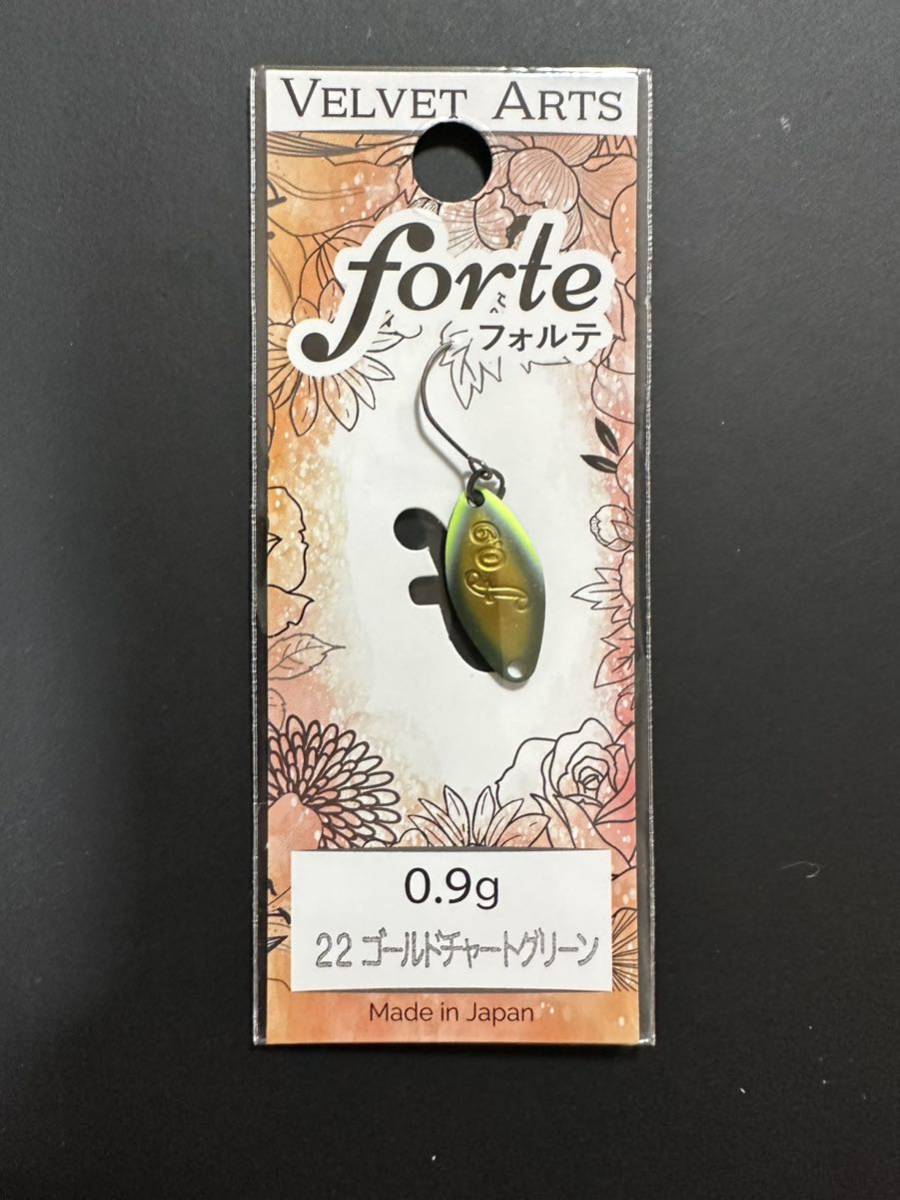 VELVET ARTS
forte
フォルテ
f 09
0.9g
22 ゴールドチャートグリーン
Made in Japan